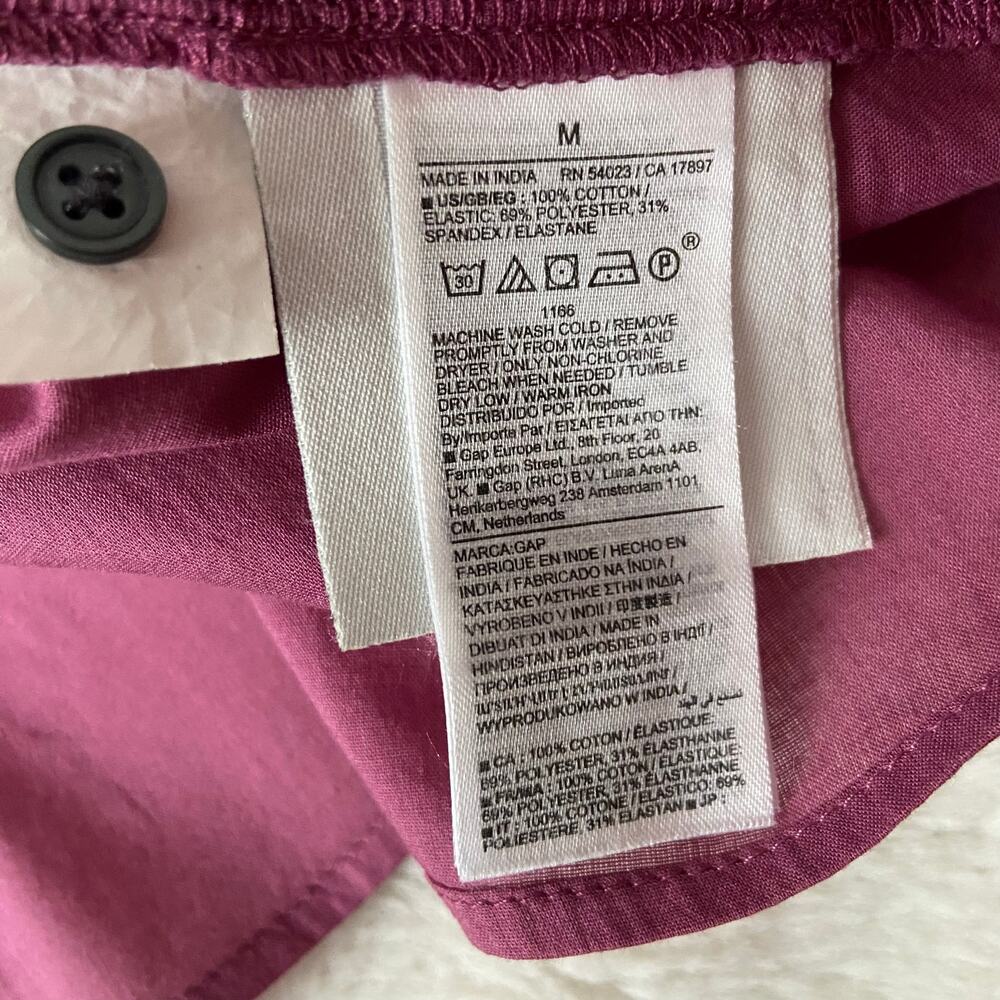 M
MADE IN INDIA RN 54023 / CA 17897
■ US/GB/EG : 100% COTTON /
ELASTIC: 69% POLYESTER, 31%
SPANDEX / ELASTANE
30 P ®
1166
MACHINE WASH COLD / REMOVE
PROMPTLY FROM WASHER AND
DRYER / ONLY NON-CHLORINE
BLEACH WHEN NEEDED / TUMBLE
DRY LOW / WARM IRON
DISTRIBUIDO POR / Imported
By/Importe Par / ΕΙΣΑΓΕΤΑΙ ΑΠΟ ΤΗΝ:
■ Gap Europe Ltd., 8th Floor, 20
Farringdon Street, London, EC4A 4AB,
UK. ■ Gap (RHC) B.V. Luna ArenA
Herikerbergweg 238 Amsterdam 1101
CM, Netherlands
MARCA:GAP
FABRIQUE EN INDE / HECHO EN
INDIA / FABRICADO NA ÍNDIA /
ΚΑΤΑΣΚΕΥΑΣΤΗΚΕ ΣΤΗΝ ΙΝΔΙΑ /
VYROBENO V INDII / 印度製造 /
DIBUAT DI INDIA / MADE IN
HINDISTAN / ВИРОБЛЕНО В ІНДІЇ /
ПРОИЗВЕДЕНО В ИНДИЯ /
WYPRODUKOWANO W INDIA / صنع في الهند
■ CA : 100% COTON / ÉLASTIQUE:
69% POLYESTER, 31% ÉLASTHANNE
■ FR/MA : 100% COTON / ÉLASTIQUE:
69% POLYESTER, 31% ÉLASTHANNE
■ IT : 100% COTONE / ELASTICO: 69%
POLIESTERE, 31% ELASTAN ■ JP :